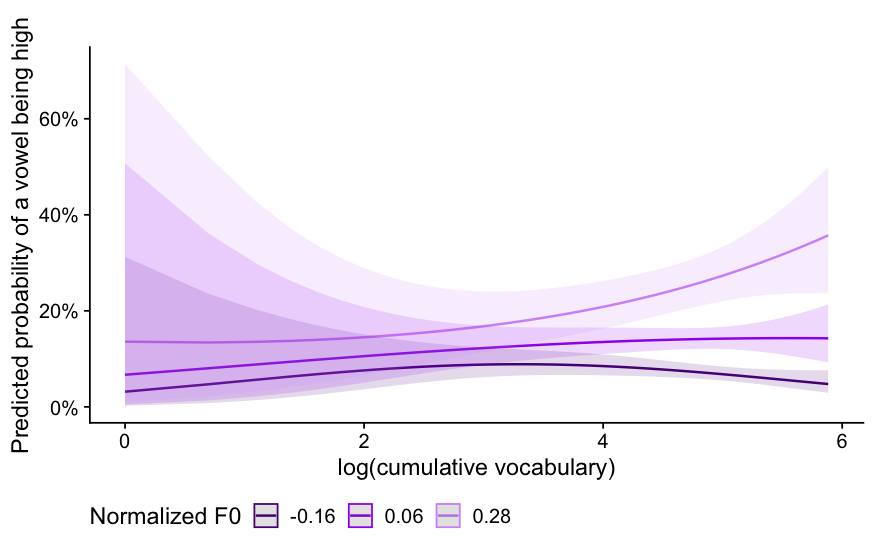 Predicted probability of a vowel being high
60%
40%
20%
0%
0 2 4 6
log(cumulative vocabulary)
Normalized F0 -0.16 0.06 0.28